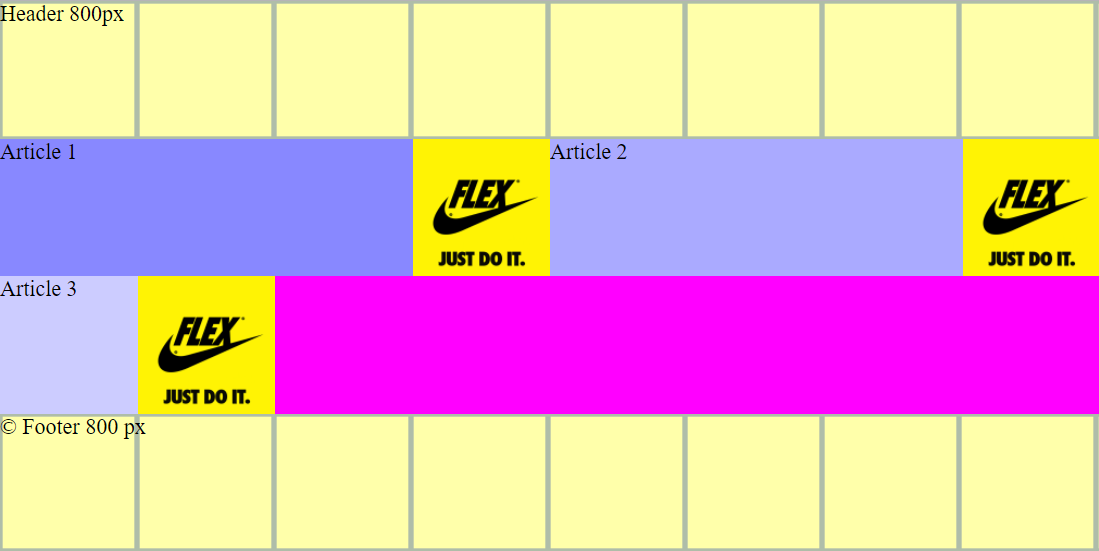 Header 800px
Article 1
FLEX
JUST DO IT.
Article 2
FLEX
JUST DO IT.
Article 3
FLEX
JUST DO IT.
© Footer 800 px